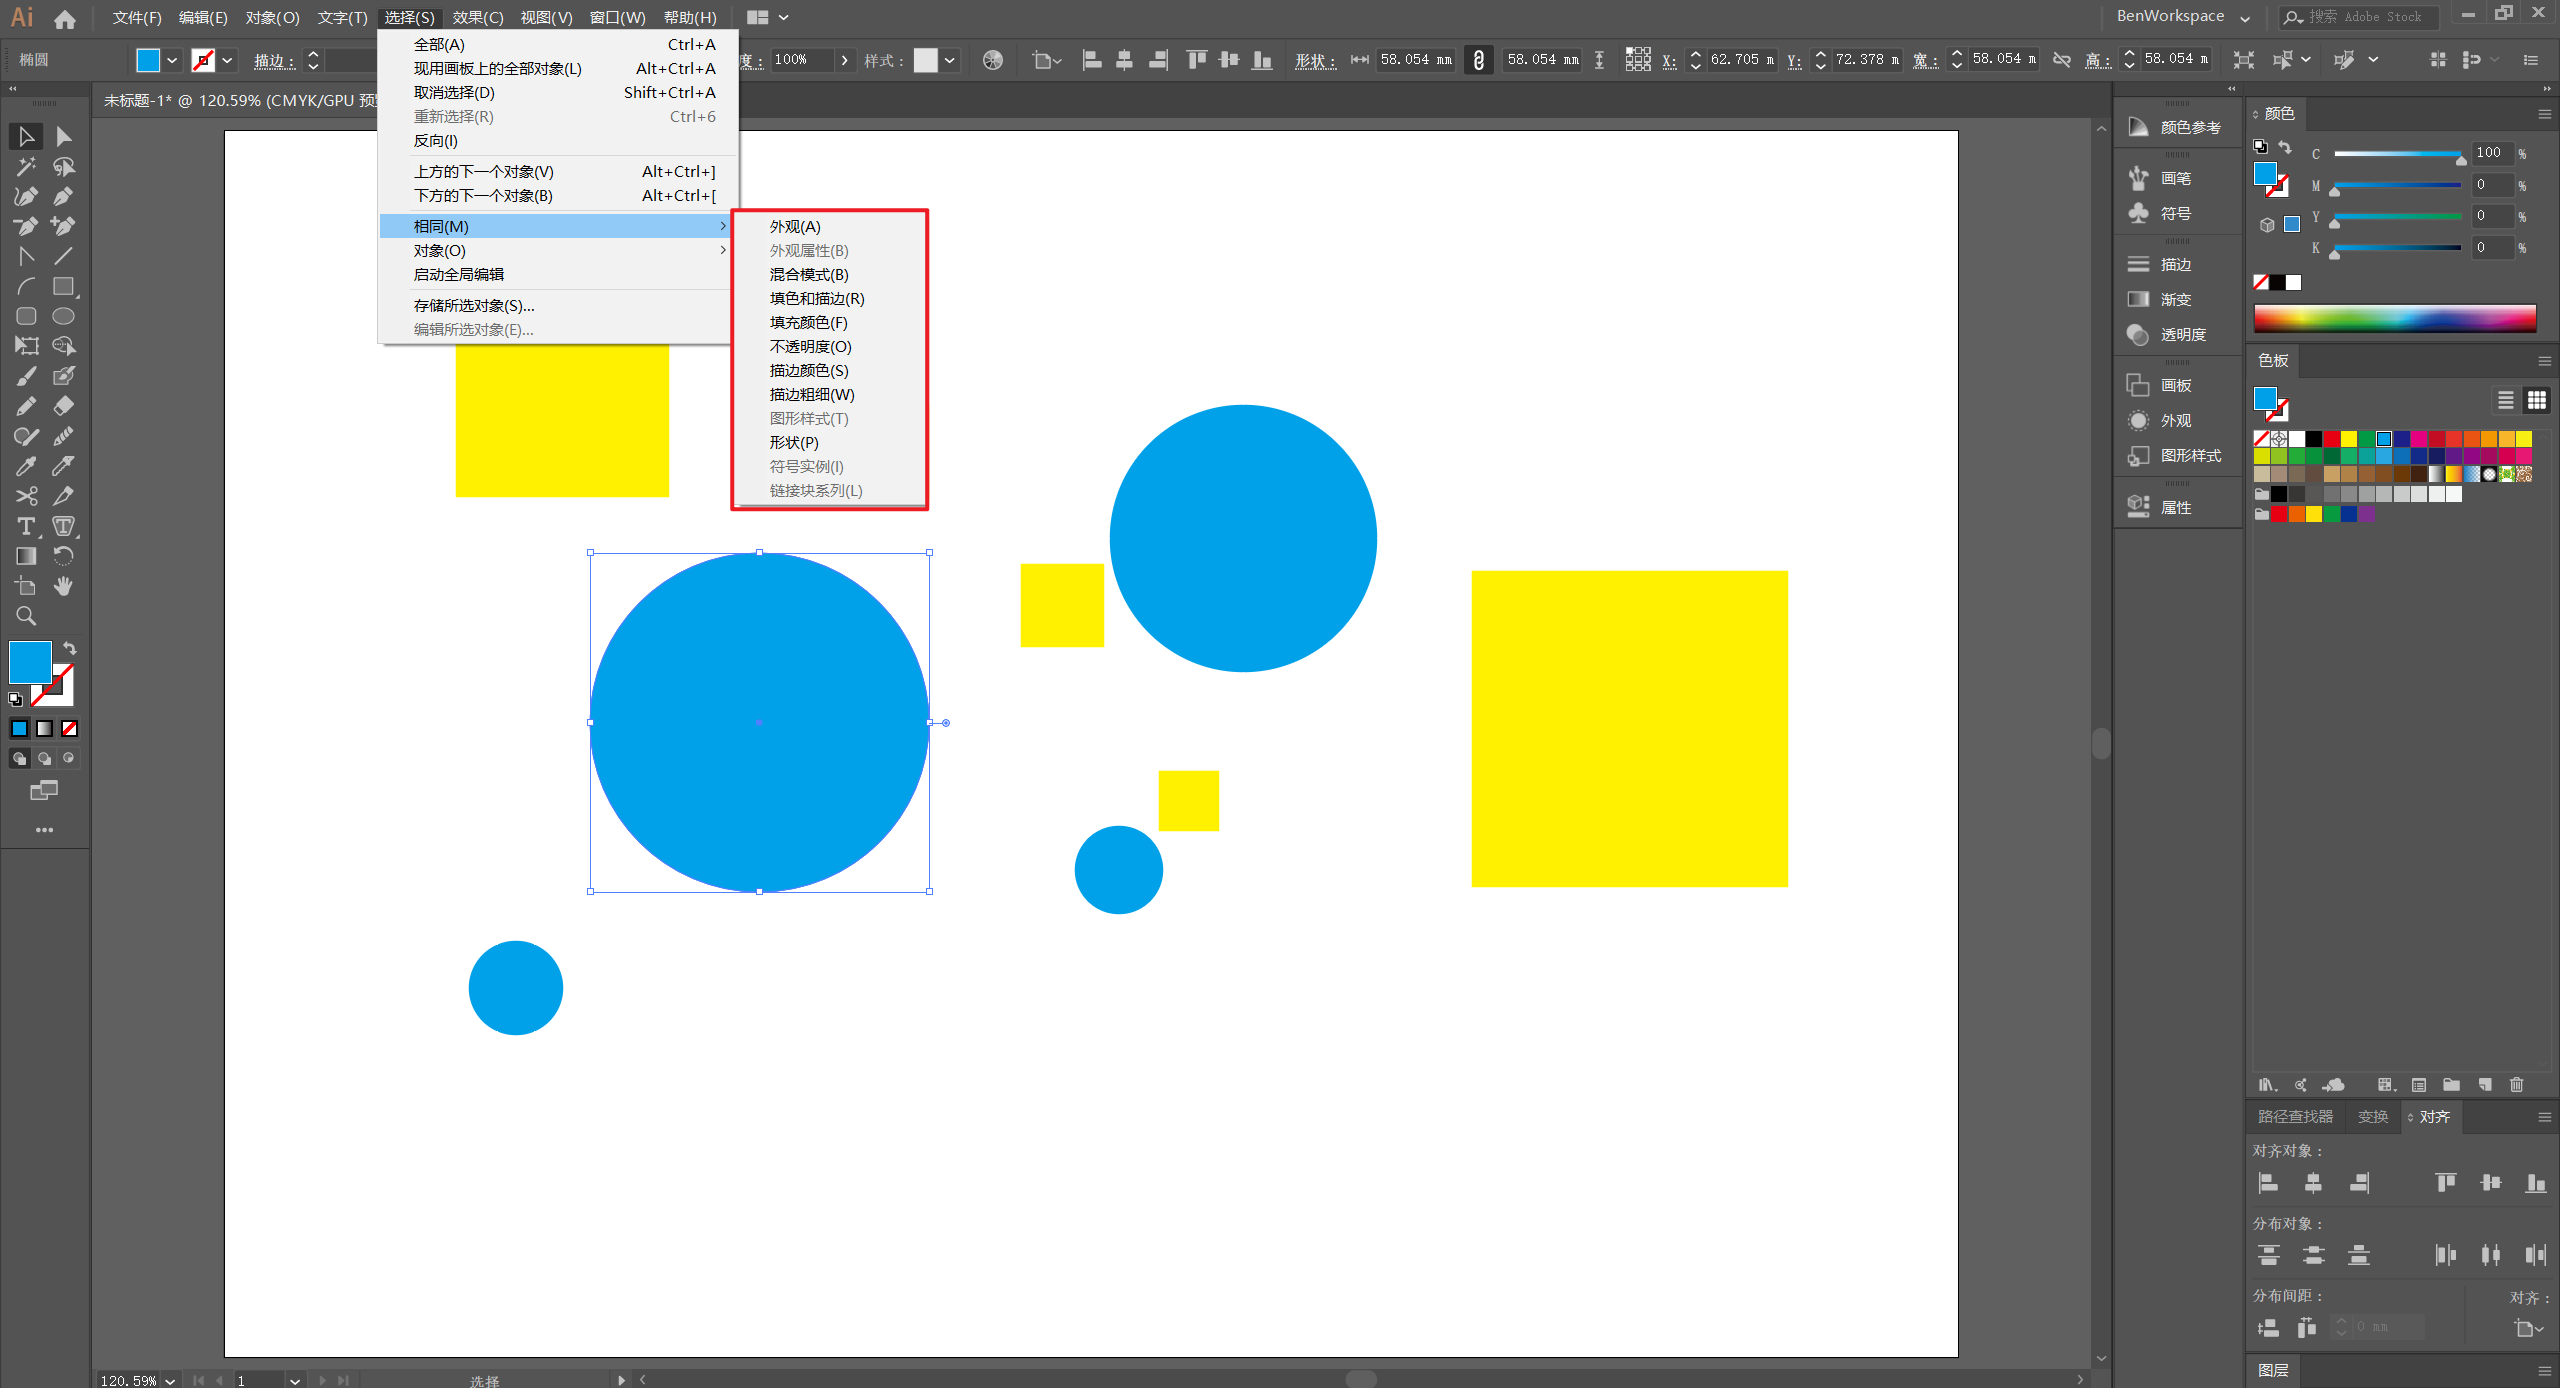 Ai 文件(F) 编辑(E) 对象(O) 文字(T) 选择(S) 效果(C) 视图(V) 窗口(W) 帮助(H) BenWorkspace 搜索 Adobe Stock
椭圆 描边: 度: 100% 样式: 形状: 58.054 mm 58.054 mm X: 62.705 m Y: 72.378 m 宽: 58.054 m 高: 58.054 m
未标题-1* @ 120.59% (CMYK/GPU 预
全部(A) Ctrl+A
现用画板上的全部对象(L) Alt+Ctrl+A
取消选择(D) Shift+Ctrl+A
重新选择(R) Ctrl+6
反向(I)
上方的下一个对象(V) Alt+Ctrl+]
下方的下一个对象(B) Alt+Ctrl+[
相同(M)
对象(O)
启动全局编辑
存储所选对象(S)...
编辑所选对象(E)...
外观(A)
外观属性(B)
混合模式(B)
填色和描边(R)
填充颜色(F)
不透明度(O)
描边颜色(S)
描边粗细(W)
图形样式(T)
形状(P)
符号实例(I)
链接块系列(L)
颜色参考
画笔
符号
描边
渐变
透明度
画板
外观
图形样式
属性
颜色
C 100 %
M 0 %
Y 0 %
K 0 %
色板
路径查找器 变换 对齐
对齐对象:
分布对象:
分布间距: 对齐:
0 mm
图层
120.59% 1 选择